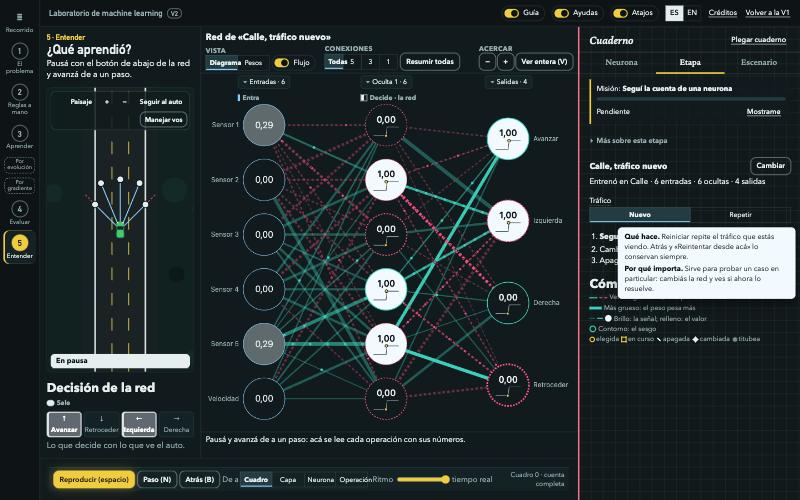 Laboratorio de machine learning V2
Guía
Ayudas
Atajos
ES EN
Créditos
Volver a la V1
Recorrido
1
El problema
2
Reglas a mano
3
Aprender
Por evolución
Por gradiente
4
Evaluar
5
Entender
5 · Entender
¿Qué aprendió?
Pausá con el botón de abajo de la red y avanzá de a un paso.
Paisaje + − Seguir al auto
Manejar vos
En pausa
Decisión de la red
Sale
↑ Avanzar
↓ Retroceder
← Izquierda
→ Derecha
Lo que decide con lo que ve el auto.
Red de «Calle, tráfico nuevo»
VISTA
Diagrama Pesos
Flujo
CONEXIONES
Todas 5 3 1
Resumir todas
ACERCAR
− + Ver entera (V)
Entradas · 6
Oculta 1 · 6
Salidas · 4
Entra
Decide · la red
Sensor 1 0,29
Sensor 2 0,00
Sensor 3 0,00
Sensor 4 0,00
Sensor 5 0,29
Velocidad 0,00
0,00
1,00
0,00
1,00
1,00
0,00
1,00 Avanzar
1,00 Izquierda
0,00 Derecha
0,00 Retroceder
Pausá y avanzá de a un paso: acá se lee cada operación con sus números.
Reproducir (espacio)
Paso (N)
Atrás (B)
De a Cuadro Capa Neurona Operación
Ritmo tiempo real
Cuadro 0 · cuenta completa
Cuaderno
Plegar cuaderno
Neurona Etapa Escenario
Misión: Seguí la cuenta de una neurona
Pendiente
Mostrame
Más sobre esta etapa
Calle, tráfico nuevo
Cambiar
Entrenó en Calle · 6 entradas · 6 ocultas · 4 salidas
Tráfico
Nuevo Repetir
1. Segu
2. Camb
3. Apag
Qué hace. Reiniciar repite el tráfico que estás viendo. Atrás y «Reintentar desde acá» lo conservan siempre.
Por qué importa. Sirve para probar un caso en particular: cambiás la red y ves si ahora lo resuelve.
Cóm
Más grueso: el peso pesa más
Brillo: la señal; relleno: el valor
Contorno: el sesgo
elegida en curso apagada cambiada titubea